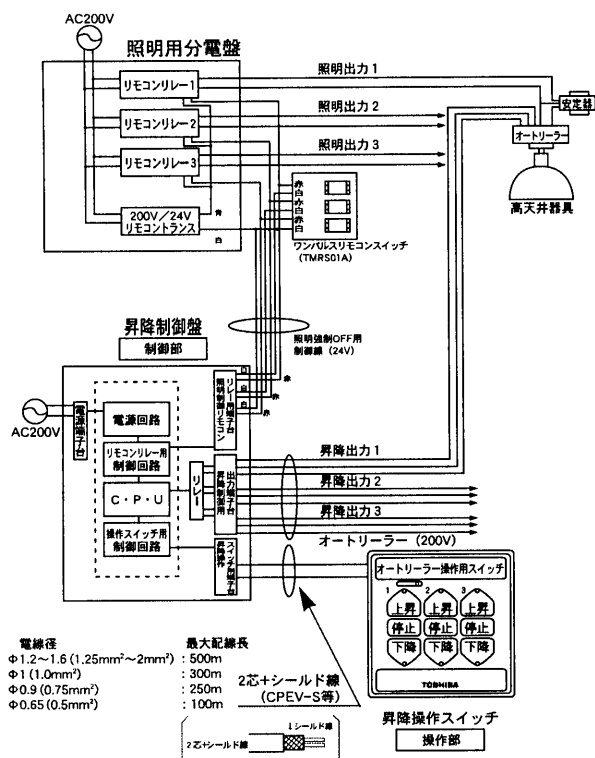 AC200V
照明用分電盤
リモコンリレー1
リモコンリレー2
リモコンリレー3
200V/24V
リモコントランス
青
白
照明出力1
照明出力2
照明出力3
安定器
オートリーラー
高天井器具
赤
白
赤
白
赤
白
ワンパルスリモコンスイッチ
(TMRS01A)
昇降制御盤
制御部
照明強制OFF用
制御線(24V)
AC200V
電源端子台
電源回路
リモコンリレー用
制御回路
C・P・U
操作スイッチ用
制御回路
リレー
照明制御リモコン
リレー用端子台
白
赤
白
赤
白
赤
昇降制御用
出力端子台
昇降操作
スイッチ用端子台
昇降出力1
昇降出力2
昇降出力3
オートリーラー(200V)
オートリーラー操作用スイッチ
1 2 3
上昇 上昇 上昇
停止 停止 停止
下降 下降 下降
TOSHIBA
昇降操作スイッチ
操作部
電線径 最大配線長
Φ1.2~1.6(1.25mm²~2mm²):500m
Φ1(1.0mm²):300m
Φ0.9(0.75mm²):250m
Φ0.65(0.5mm²):100m
2芯+シールド線
(CPEV-S等)
↓シールド線
2芯+シールド線